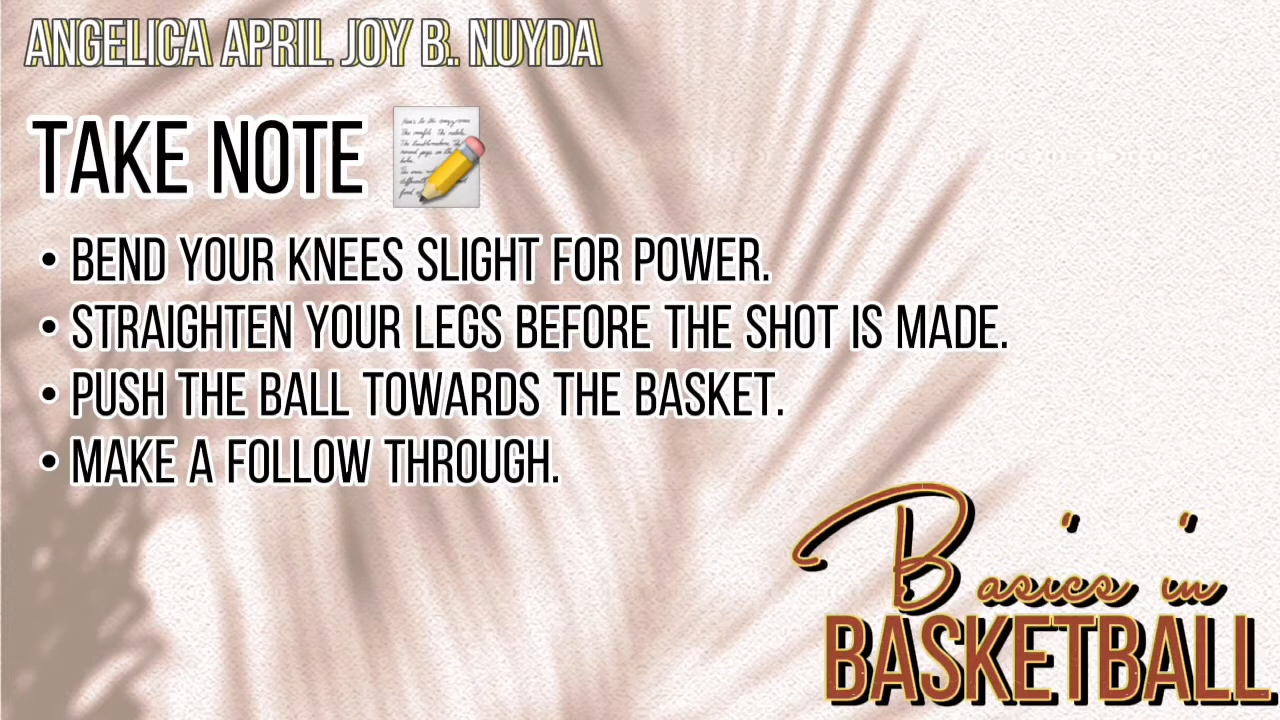 ANGELICA APRIL JOY B. NUYDA
TAKE NOTE
• BEND YOUR KNEES SLIGHT FOR POWER.
• STRAIGHTEN YOUR LEGS BEFORE THE SHOT IS MADE.
• PUSH THE BALL TOWARDS THE BASKET.
• MAKE A FOLLOW THROUGH.
Basics in
BASKETBALL